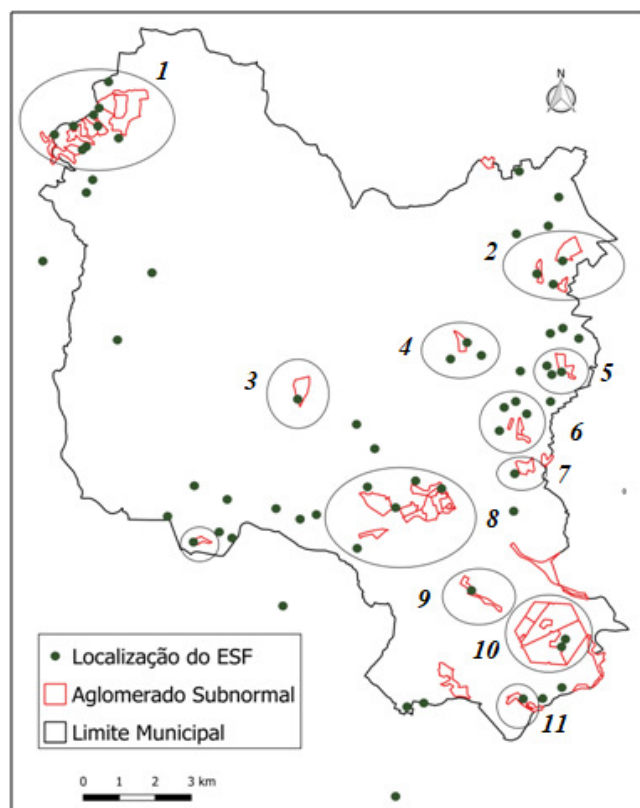 1
N
2
4
3
5
6
7
8
9
10
11
Localização do ESF
Aglomerado Subnormal
Limite Municipal
0 1 2 3 km